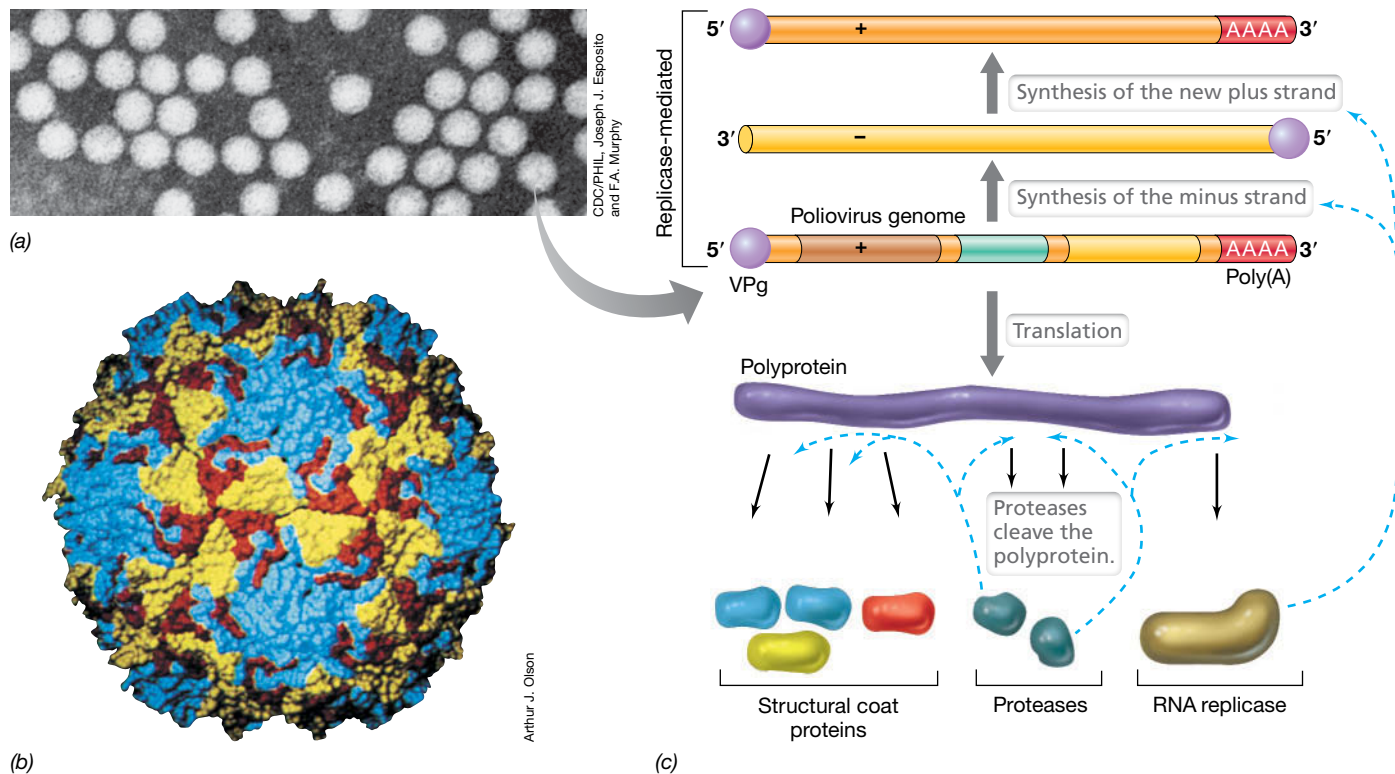 CDC/PHIL, Joseph J. Esposito
and F.A. Murphy
(a)
Arthur J. Olson
(b)
Replicase-mediated
5′
+
AAAA
3′
Synthesis of the new plus strand
3′
–
5′
Synthesis of the minus strand
Poliovirus genome
5′
+
AAAA
3′
VPg
Poly(A)
Translation
Polyprotein
Proteases
cleave the
polyprotein.
Structural coat
proteins
Proteases
RNA replicase
(c)